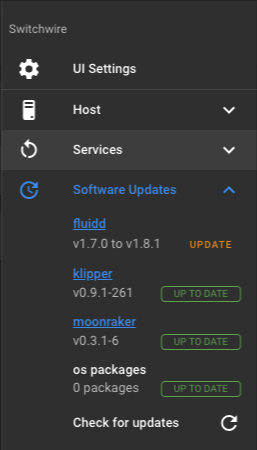 Switchwire
UI Settings
Host
Services
Software Updates
fluidd
v1.7.0 to v1.8.1 UPDATE
klipper
v0.9.1-261 UP TO DATE
moonraker
v0.3.1-6 UP TO DATE
os packages
0 packages UP TO DATE
Check for updates